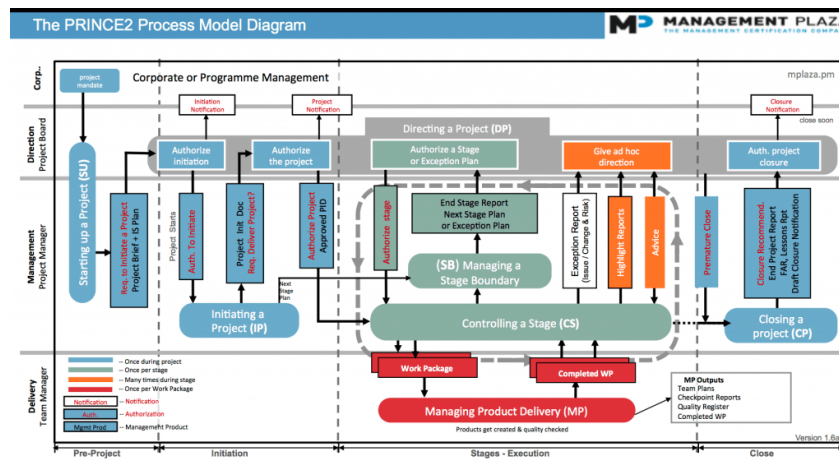 The PRINCE2 Process Model Diagram
MANAGEMENT PLAZA
THE MANAGEMENT CERTIFICATION COMPA
Corp..
project
mandate
Corporate or Programme Management
mplaza.pm
Initiation
Notification
Project
Notification
Closure
Notification
close soon
Direction
Project Board
Directing a Project (DP)
Authorize
initiation
Authorize
the project
Authorize a Stage
or Exception Plan
Give ad hoc
direction
Auth. project
closure
Management
Project Manager
Starting up a Project (SU)
Req. to Initiate a Project
Project Brief + IS Plan
Project Starts
Auth. To Initiate
Project Init Doc
Req. Deliver Project?
Authorize Project
Approved PID
Authorize stage
End Stage Report
Next Stage Plan
or Exception Plan
Exception Report
(Issue / Change & Risk)
Highlight Reports
Advice
Premature Close
Closure Recommend.
End Project Report
FAR, Lessons Rpt
Draft Closure Notification
(SB) Managing a
Stage Boundary
Next
Stage
Plan
Initiating a
Project (IP)
Controlling a Stage (CS)
Closing a
project (CP)
Delivery
Team Manager
-- Once during project
-- Once per stage
-- Many times during stage
-- Once per Work Package
Notification -- Notification
Auth. -- Authorization
Mgmt Prod -- Management Product
Work Package
Completed WP
Managing Product Delivery (MP)
Products get created & quality checked
MP Outputs
Team Plans
Checkpoint Reports
Quality Register
Completed WP
Version 1.6a
Pre-Project
Initiation
Stages - Execution
Close